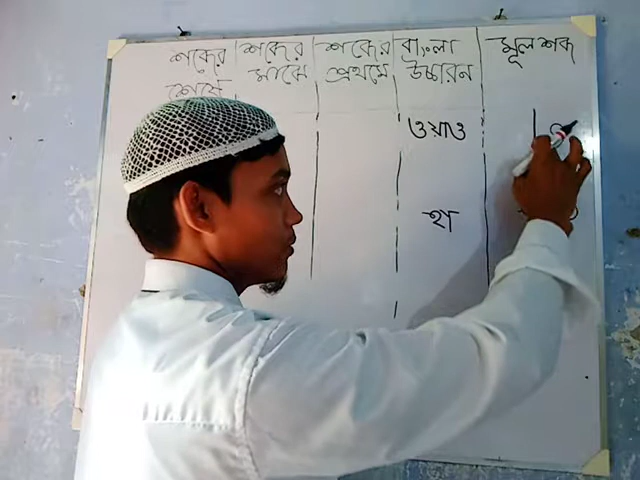 শব্দের শেষে
শব্দের মাঝে
শব্দের প্রথমে
বাংলা উচ্চারন
মূল শব্দ
ওয়াও
হা